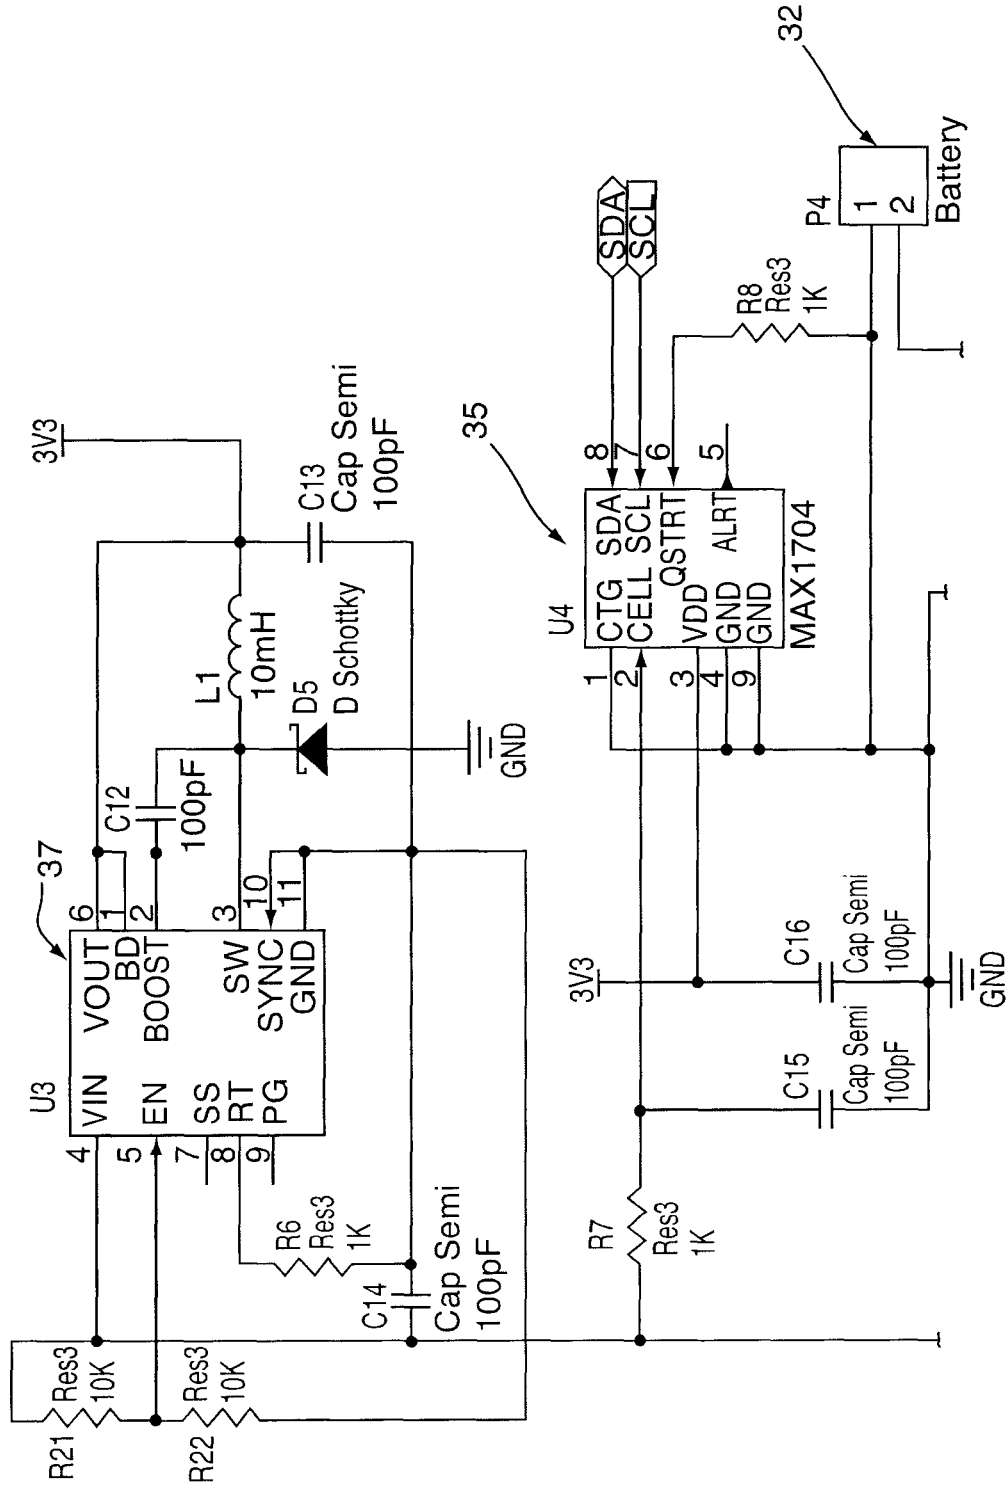 3V3
37
U3
VIN
VOUT
BD
EN
BOOST
SS
SW
RT
SYNC
PG
GND
4
5
7
8
9
6
1
2
3
10
11
R21
Res3
10K
R22
Res3
10K
R6
Res3
1K
C14
Cap Semi
100pF
C12
100pF
L1
10mH
D5
D Schottky
GND
C13
Cap Semi
100pF
35
U4
CTG
SDA
CELL
SCL
QSTRT
VDD
GND
ALRT
GND
MAX1704
1
2
3
4
9
8
7
6
5
SDA
SCL
R7
Res3
1K
3V3
C15
Cap Semi
100pF
C16
Cap Semi
100pF
GND
R8
Res3
1K
P4
1
2
Battery
32